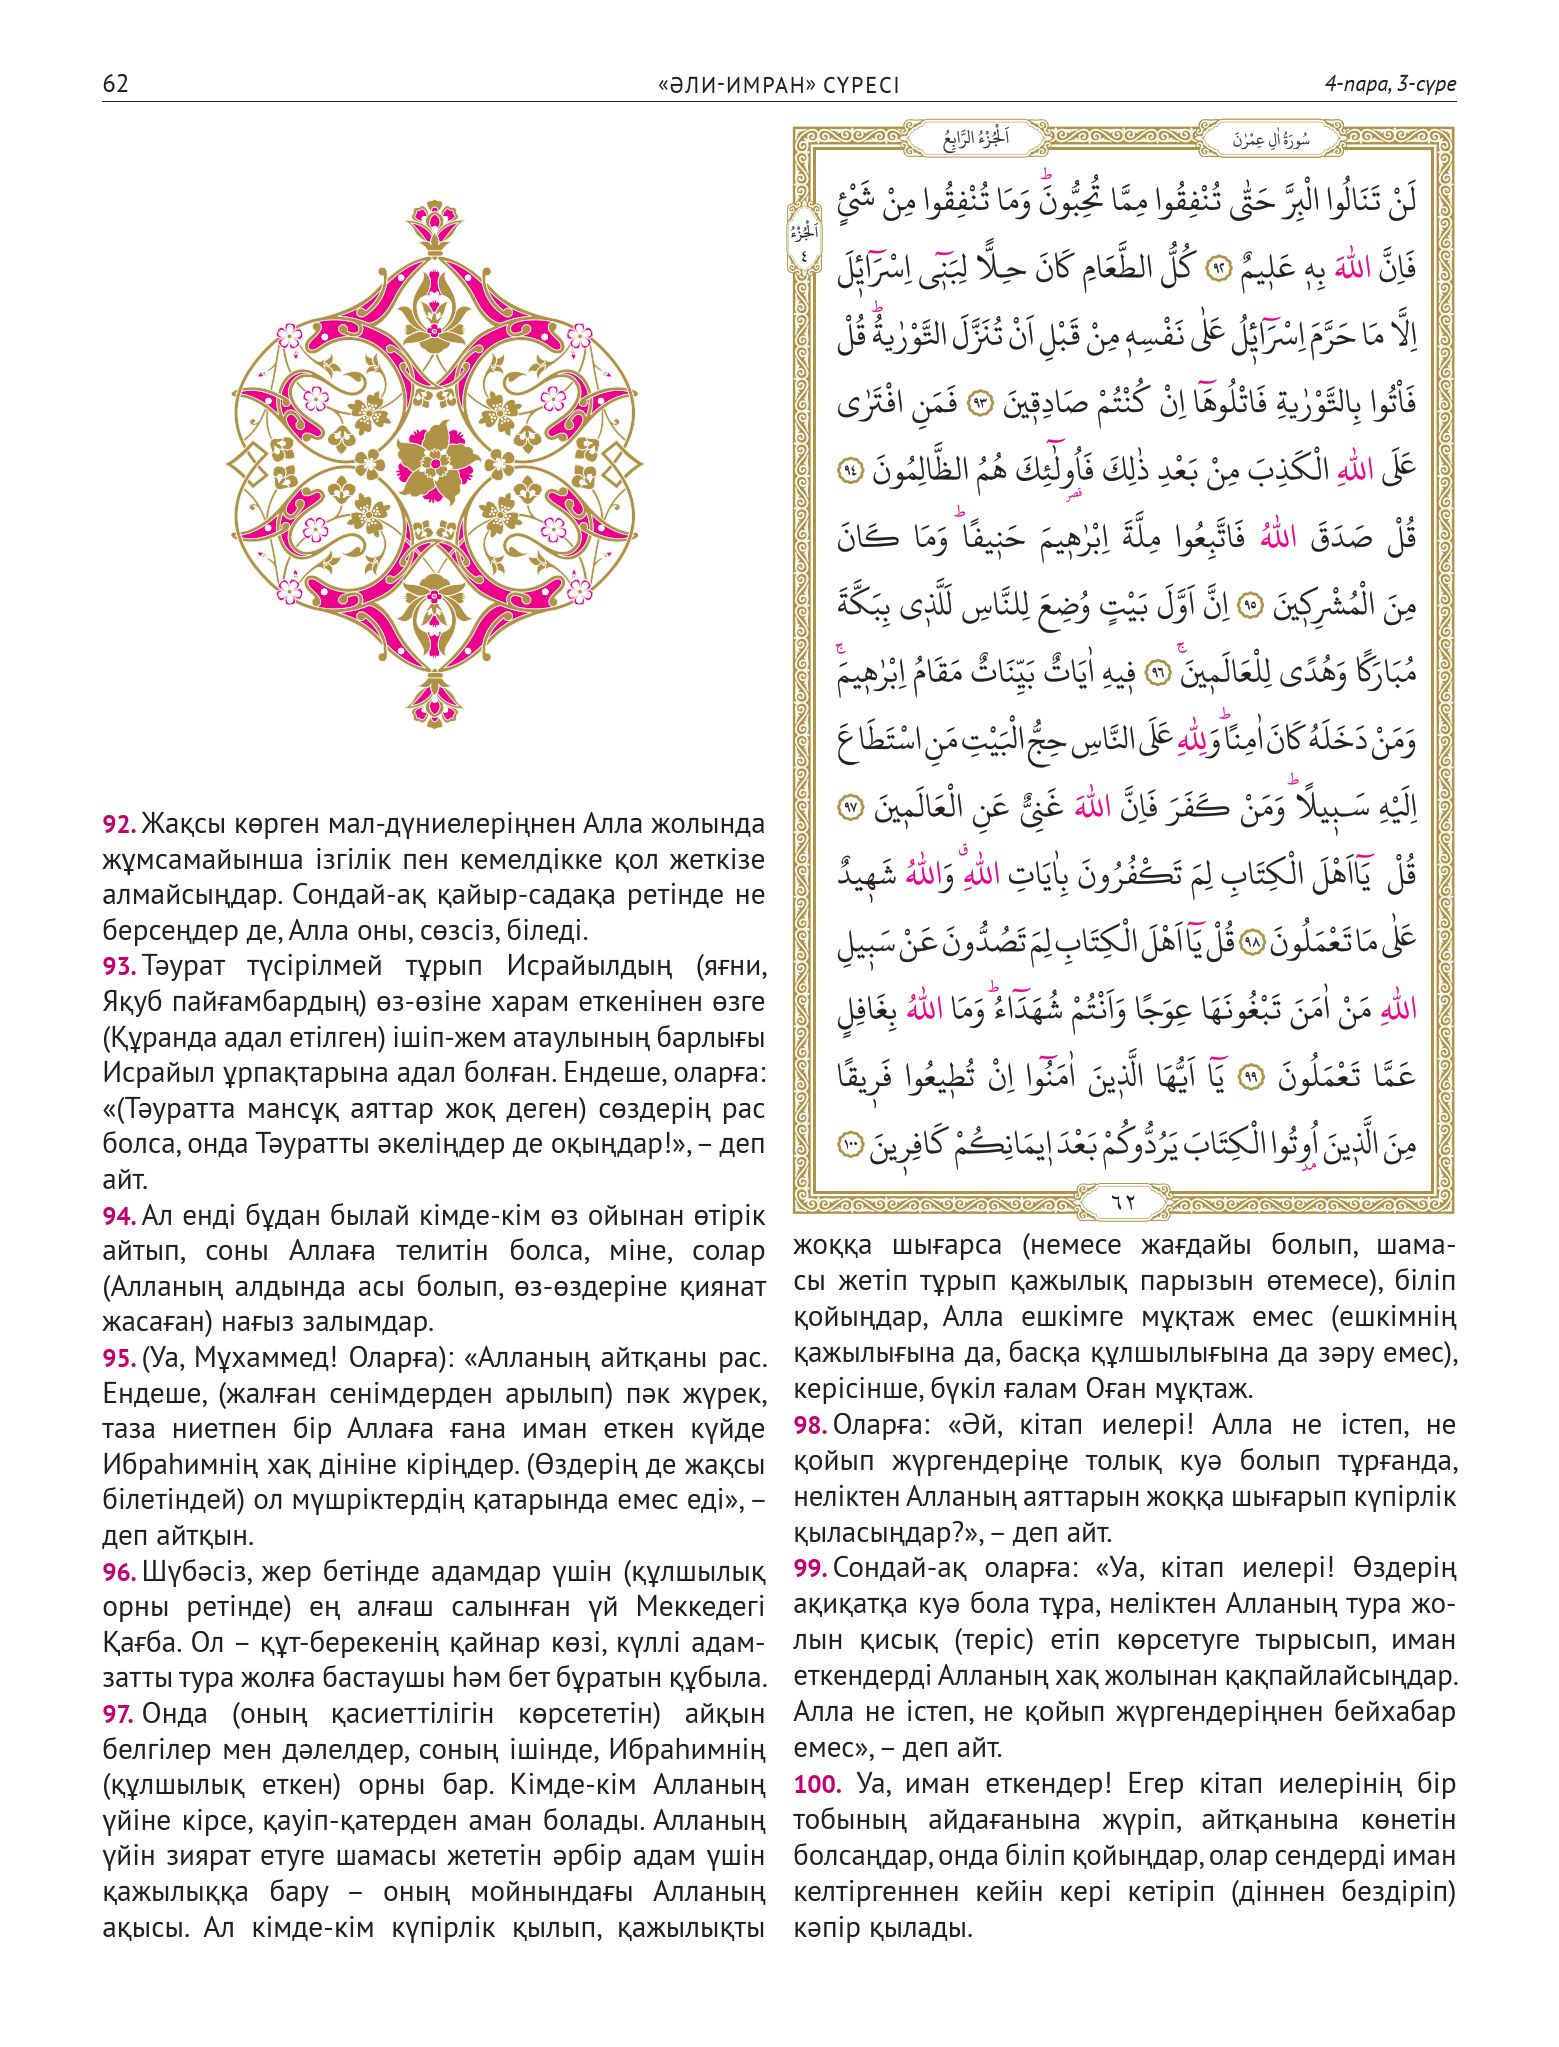 62
«ӘЛИ-ИМРАН» СҮРЕСІ
4-пара, 3-сүре
اَلْجُزْءُ الرَّابِعُ
سُورَةُ اٰلِ عِمْرٰنَ
اَلْجُزْءُ
٤
لَنْ تَنَالُوا الْبِرَّ حَتّٰى تُنْفِقُوا مِمَّا تُحِبُّونَۜ وَمَا تُنْفِقُوا مِنْ شَيْءٍ
فَاِنَّ اللّٰهَ بِهٖ عَلٖيمٌ ﴿٩٢﴾ كُلُّ الطَّعَامِ كَانَ حِلًّا لِبَنٖٓى اِسْرَٓائٖلَ
اِلَّا مَا حَرَّمَ اِسْرَٓائٖلُ عَلٰى نَفْسِهٖ مِنْ قَبْلِ اَنْ تُنَزَّلَ التَّوْرٰيةُۜ قُلْ
فَاْتُوا بِالتَّوْرٰيةِ فَاتْلُوهَٓا اِنْ كُنْتُمْ صَادِقٖينَ ﴿٩٣﴾ فَمَنِ افْتَرٰى
عَلَى اللّٰهِ الْكَذِبَ مِنْ بَعْدِ ذٰلِكَ فَاُولٰٓئِكَ هُمُ الظَّالِمُونَ ﴿٩٤﴾
قصر
قُلْ صَدَقَ اللّٰهُ فَاتَّبِعُوا مِلَّةَ اِبْرٰهٖيمَ حَنٖيفًاۜ وَمَا كَانَ
مِنَ الْمُشْرِكٖينَ ﴿٩٥﴾ اِنَّ اَوَّلَ بَيْتٍ وُضِعَ لِلنَّاسِ لَلَّذٖى بِبَكَّةَ
مُبَارَكًا وَهُدًى لِلْعَالَمٖينَۚ ﴿٩٦﴾ فٖيهِ اٰيَاتٌ بَيِّنَاتٌ مَقَامُ اِبْرٰهٖيمَۚ
وَمَنْ دَخَلَهُ كَانَ اٰمِنًاۜ وَلِلّٰهِ عَلَى النَّاسِ حِجُّ الْبَيْتِ مَنِ اسْتَطَاعَ
اِلَيْهِ سَبٖيلًاۜ وَمَنْ كَفَرَ فَاِنَّ اللّٰهَ غَنِىٌّ عَنِ الْعَالَمٖينَ ﴿٩٧﴾
قُلْ يَٓااَهْلَ الْكِتَابِ لِمَ تَكْفُرُونَ بِاٰيَاتِ اللّٰهِۗ وَاللّٰهُ شَهٖيدٌ
عَلٰى مَا تَعْمَلُونَ ﴿٩٨﴾ قُلْ يَٓا اَهْلَ الْكِتَابِ لِمَ تَصُدُّونَ عَنْ سَبٖيلِ
اللّٰهِ مَنْ اٰمَنَ تَبْغُونَهَا عِوَجًا وَاَنْتُمْ شُهَدَٓاءُۜ وَمَا اللّٰهُ بِغَافِلٍ
عَمَّا تَعْمَلُونَ ﴿٩٩﴾ يَٓا اَيُّهَا الَّذٖينَ اٰمَنُٓوا اِنْ تُطٖيعُوا فَرٖيقًا
مِنَ الَّذٖينَ اُوتُوا الْكِتَابَ يَرُدُّوكُمْ بَعْدَ اٖيمَانِكُمْ كَافِرٖينَ ﴿١٠٠﴾
مد
٦٢
92. Жақсы көрген мал-дүниелеріңнен Алла жолында
жұмсамайынша ізгілік пен кемелдікке қол жеткізе
алмайсыңдар. Сондай-ақ қайыр-садақа ретінде не
берсеңдер де, Алла оны, сөзсіз, біледі.
93. Тәурат түсірілмей тұрып Исрайылдың (яғни,
Яқуб пайғамбардың) өз-өзіне харам еткенінен өзге
(Құранда адал етілген) ішіп-жем атаулының барлығы
Исрайыл ұрпақтарына адал болған. Ендеше, оларға:
«(Тәуратта мансұқ аяттар жоқ деген) сөздерің рас
болса, онда Тәуратты әкеліңдер де оқыңдар!», – деп
айт.
94. Ал енді бұдан былай кімде-кім өз ойынан өтірік
айтып, соны Аллаға телитін болса, міне, солар
(Алланың алдында асы болып, өз-өздеріне қиянат
жасаған) нағыз залымдар.
95. (Уа, Мұхаммед! Оларға): «Алланың айтқаны рас.
Ендеше, (жалған сенімдерден арылып) пәк жүрек,
таза ниетпен бір Аллаға ғана иман еткен күйде
Ибраһимнің хақ дініне кіріңдер. (Өздерің де жақсы
білетіндей) ол мүшріктердің қатарында емес еді», –
деп айтқын.
96. Шүбәсіз, жер бетінде адамдар үшін (құлшылық
орны ретінде) ең алғаш салынған үй Меккедегі
Қағба. Ол – құт-берекенің қайнар көзі, күллі адам-
затты тура жолға бастаушы һәм бет бұратын құбыла.
97. Онда (оның қасиеттілігін көрсететін) айқын
белгілер мен дәлелдер, соның ішінде, Ибраһимнің
(құлшылық еткен) орны бар. Кімде-кім Алланың
үйіне кірсе, қауіп-қатерден аман болады. Алланың
үйін зиярат етуге шамасы жететін әрбір адам үшін
қажылыққа бару – оның мойнындағы Алланың
ақысы. Ал кімде-кім күпірлік қылып, қажылықты
жоққа шығарса (немесе жағдайы болып, шама-
сы жетіп тұрып қажылық парызын өтемесе), біліп
қойыңдар, Алла ешкімге мұқтаж емес (ешкімнің
қажылығына да, басқа құлшылығына да зәру емес),
керісінше, бүкіл ғалам Оған мұқтаж.
98. Оларға: «Әй, кітап иелері! Алла не істеп, не
қойып жүргендеріңе толық куә болып тұрғанда,
неліктен Алланың аяттарын жоққа шығарып күпірлік
қыласыңдар?», – деп айт.
99. Сондай-ақ оларға: «Уа, кітап иелері! Өздерің
ақиқатқа куә бола тұра, неліктен Алланың тура жо-
лын қисық (теріс) етіп көрсетуге тырысып, иман
еткендерді Алланың хақ жолынан қақпайлайсыңдар.
Алла не істеп, не қойып жүргендеріңнен бейхабар
емес», – деп айт.
100. Уа, иман еткендер! Егер кітап иелерінің бір
тобының айдағанына жүріп, айтқанына көнетін
болсаңдар, онда біліп қойыңдар, олар сендерді иман
келтіргеннен кейін кері кетіріп (діннен бездіріп)
кәпір қылады.